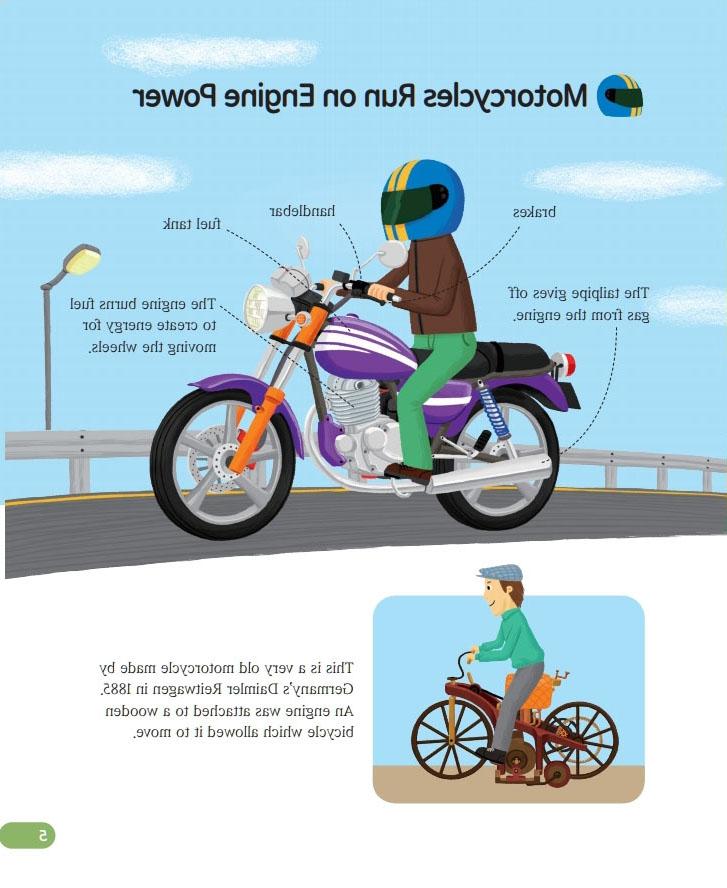 Motorcycles Run on Engine Power
brakes
handlebar
fuel tank
The tailpipe gives off
gas from the engine.
The engine burns fuel
to create energy for
moving the wheels.
This is a very old motorcycle made by
Germany's Daimler Reitwagten in 1885.
An engine was attached to a wooden
bicycle which allowed it to move.
5